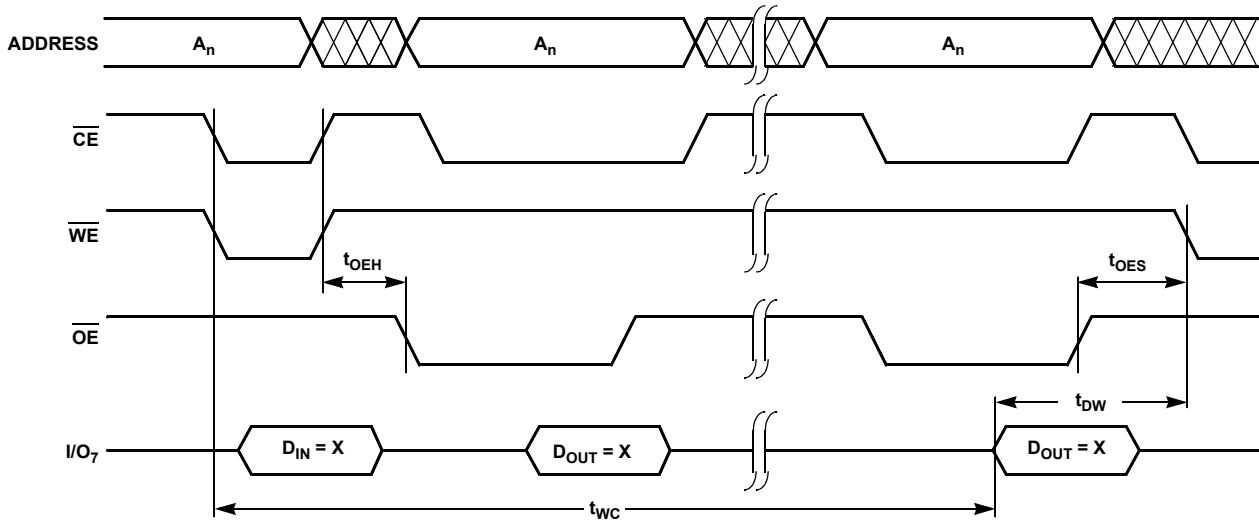 ADDRESS An An An
CE
WE
tOEH tOES
OE
tDW
I/O7 DIN = X DOUT = X DOUT = X
tWC